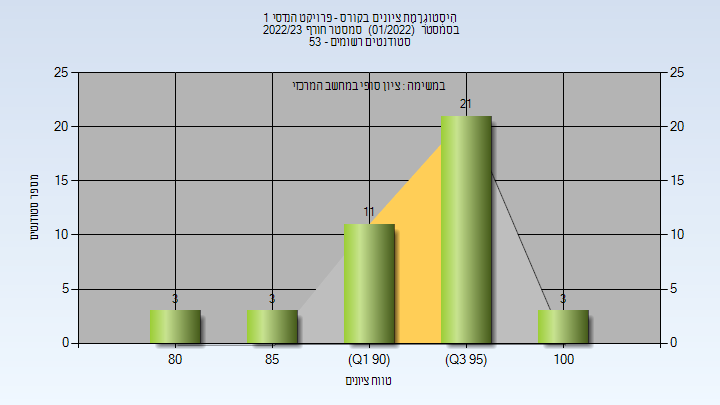 היסטוגרמת ציונים בקורס - פרויקט הנדסי 1
בסמסטר (01/2022) סמסטר חורף 2022/23
סטודנטים רשומים - 53
במשימה : ציון סופי במחשב המרכזי
מספר סטודנטים
25 25
20 20
15 15
10 10
5 5
0 0
3 3 11 21 3
80 85 (Q1 90) (Q3 95) 100
טווח ציונים